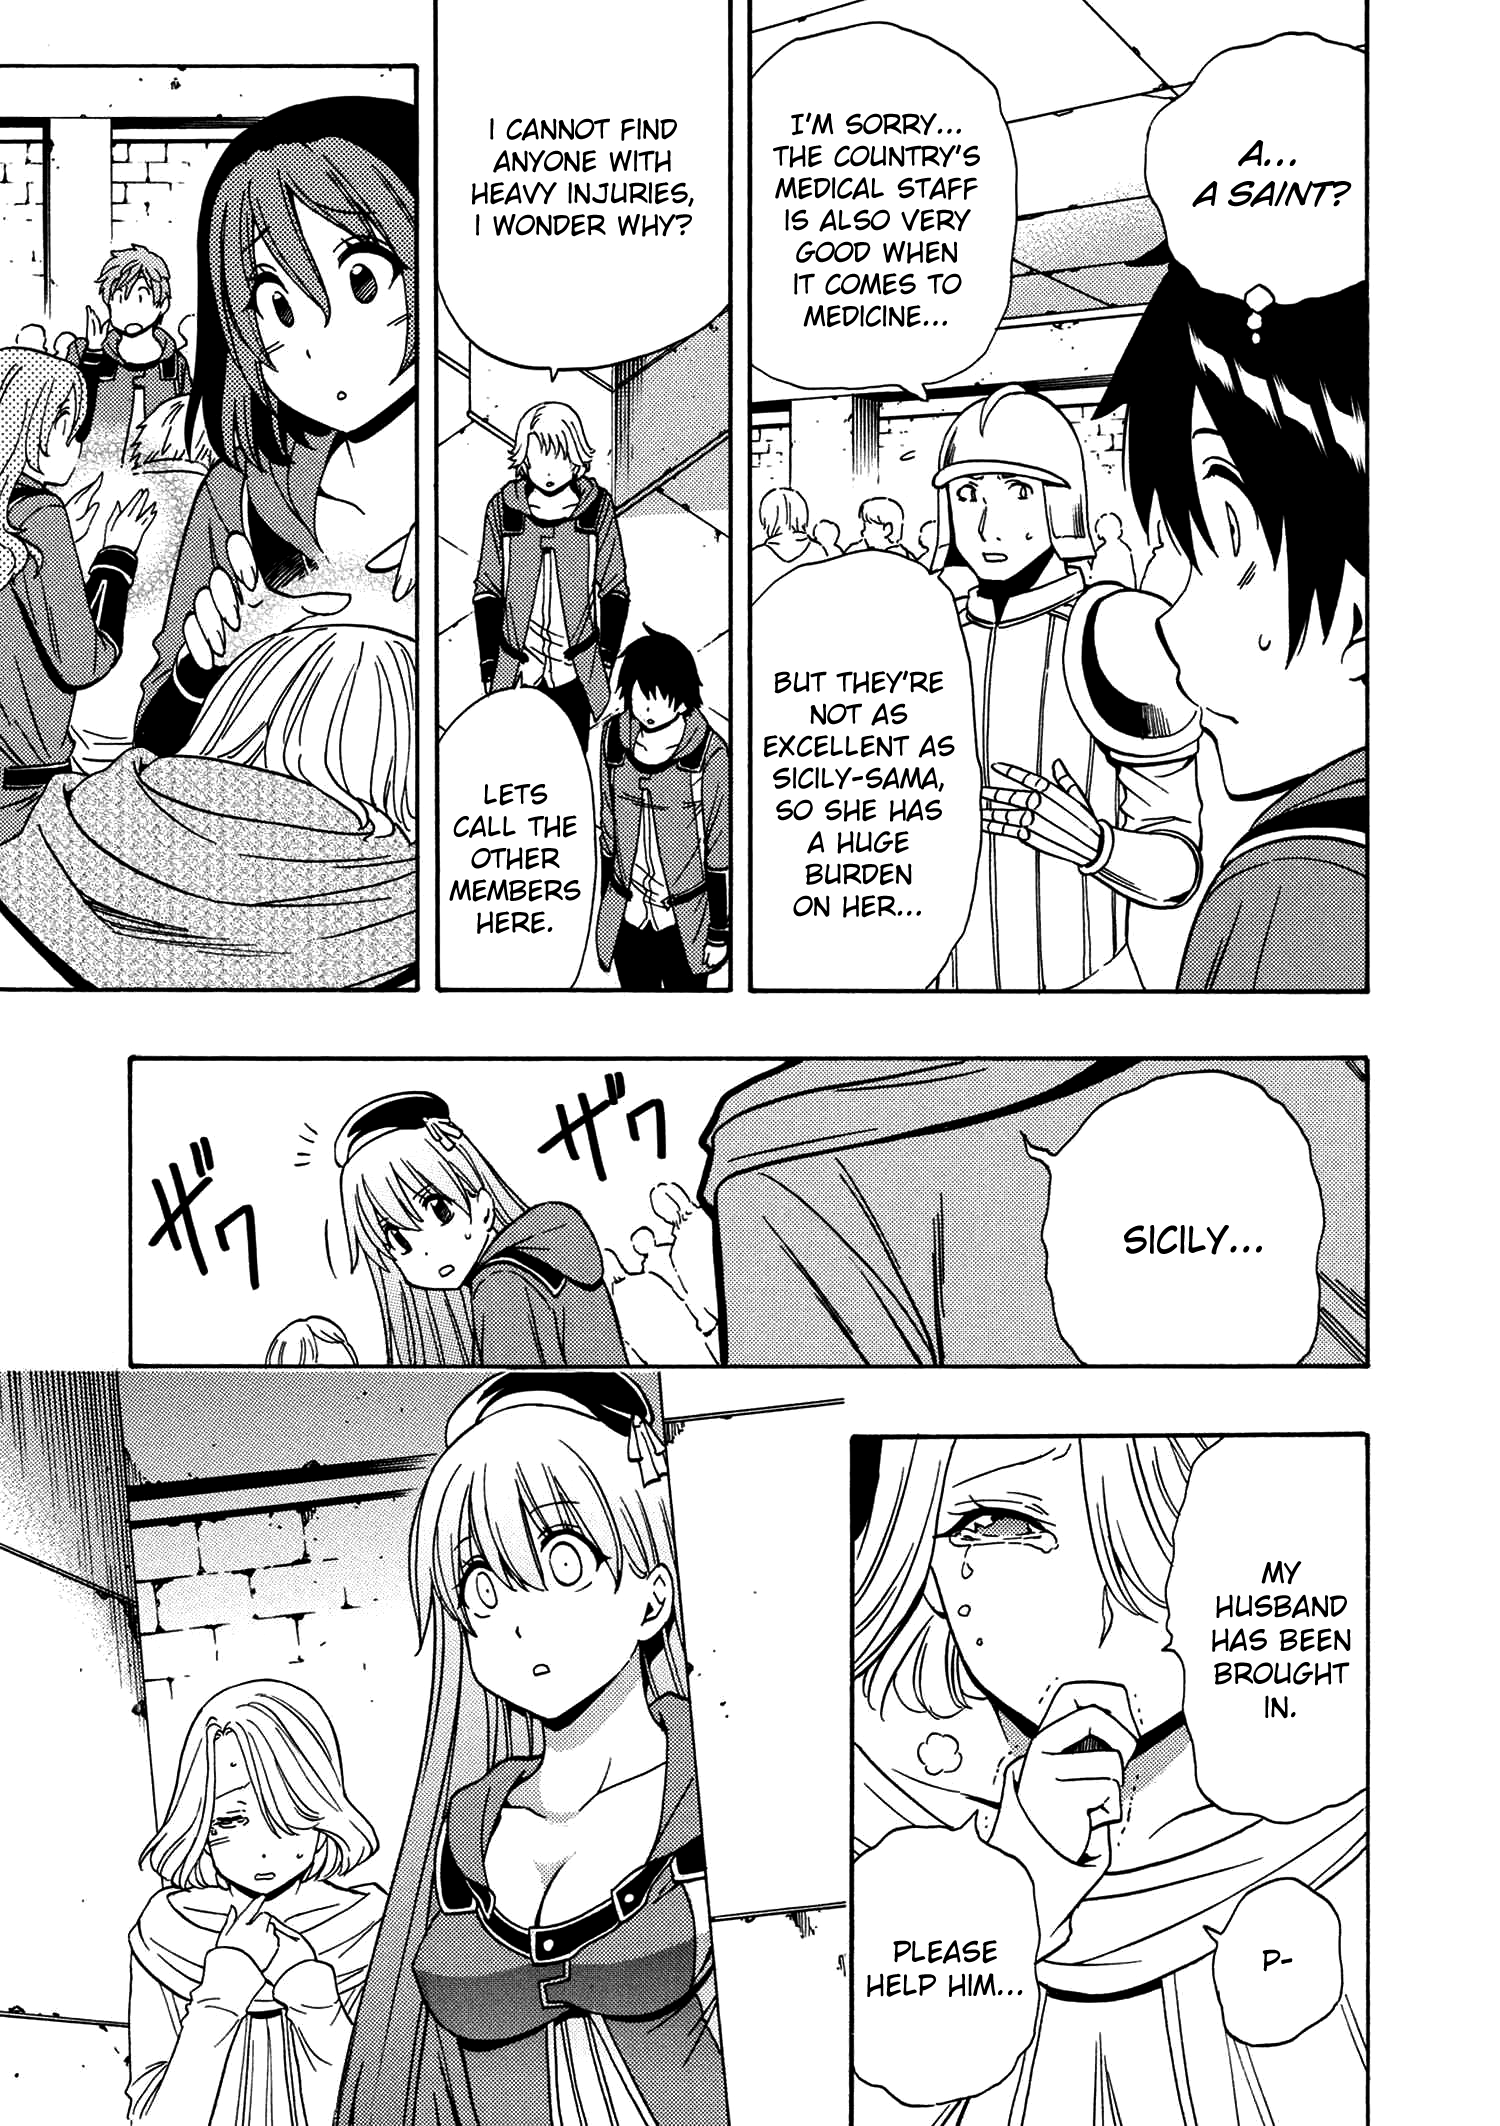 A...
A SAINT?
I'M SORRY...
THE COUNTRY'S
MEDICAL STAFF
IS ALSO VERY
GOOD WHEN
IT COMES TO
MEDICINE...
BUT THEY'RE
NOT AS
EXCELLENT AS
SICILY-SAMA,
SO SHE HAS
A HUGE
BURDEN
ON HER...
I CANNOT FIND
ANYONE WITH
HEAVY INJURIES,
I WONDER WHY?
LETS
CALL THE
OTHER
MEMBERS
HERE.
SICILY...
ザワ
ザワ
MY
HUSBAND
HAS BEEN
BROUGHT
IN.
P-
PLEASE
HELP HIM...